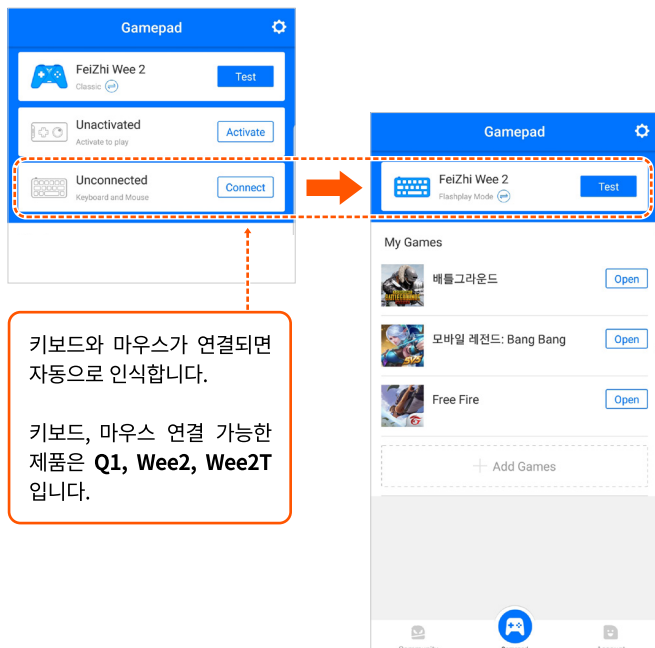 Gamepad
FeiZhi Wee 2
Classic
Test
Unactivated
Activate to play
Activate
Unconnected
Keyboard and Mouse
Connect
키보드와 마우스가 연결되면
자동으로 인식합니다.
키보드, 마우스 연결 가능한
제품은 Q1, Wee2, Wee2T
입니다.
Gamepad
FeiZhi Wee 2
Flashplay Mode
Test
My Games
배틀그라운드
Open
모바일 레전드: Bang Bang
Open
Free Fire
Open
+ Add Games